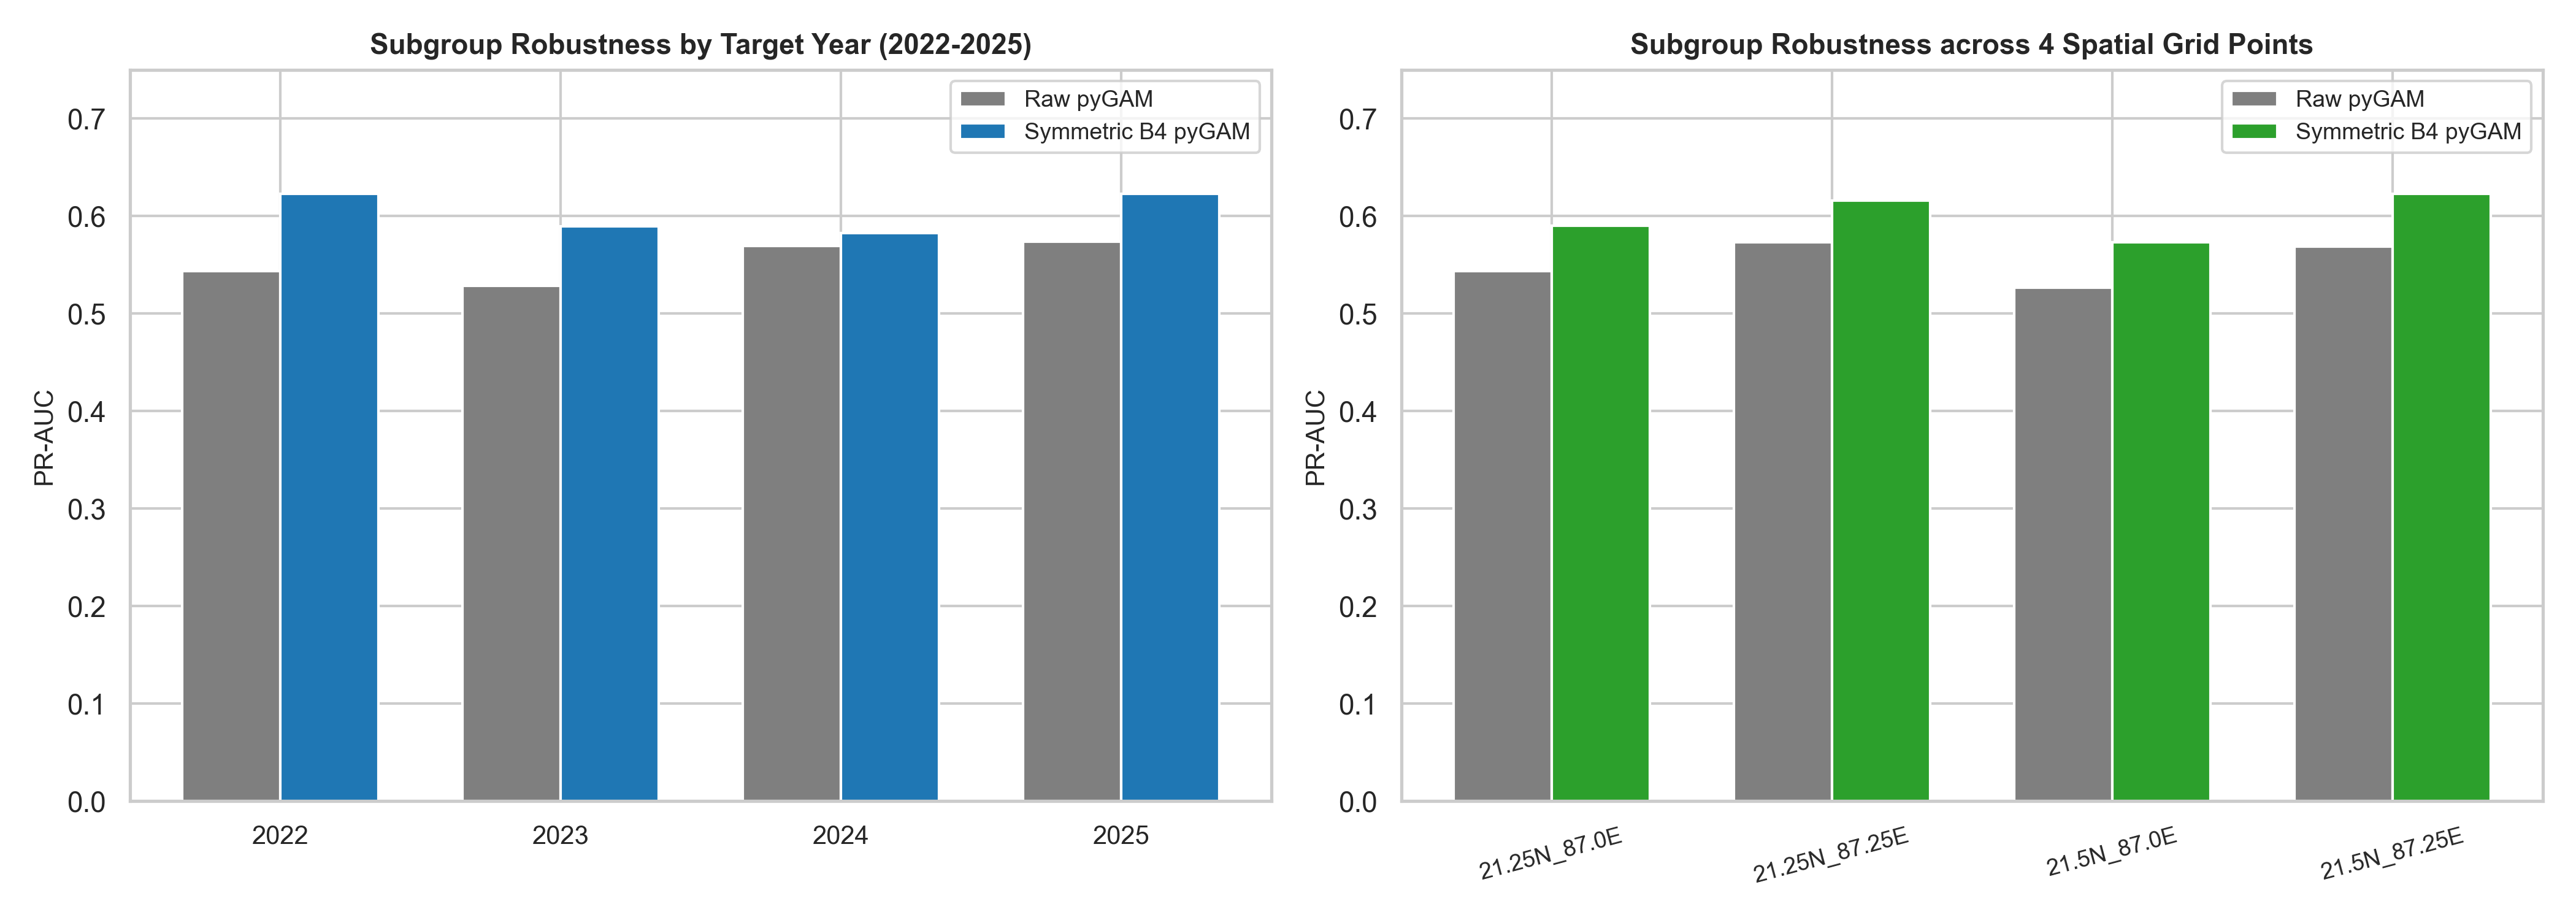 Subgroup Robustness by Target Year (2022-2025)
Raw pyGAM
Symmetric B4 pyGAM
PR-AUC
0.7
0.6
0.5
0.4
0.3
0.2
0.1
0.0
2022
2023
2024
2025
Subgroup Robustness across 4 Spatial Grid Points
Raw pyGAM
Symmetric B4 pyGAM
PR-AUC
0.7
0.6
0.5
0.4
0.3
0.2
0.1
0.0
21.25N_87.0E
21.25N_87.25E
21.5N_87.0E
21.5N_87.25E